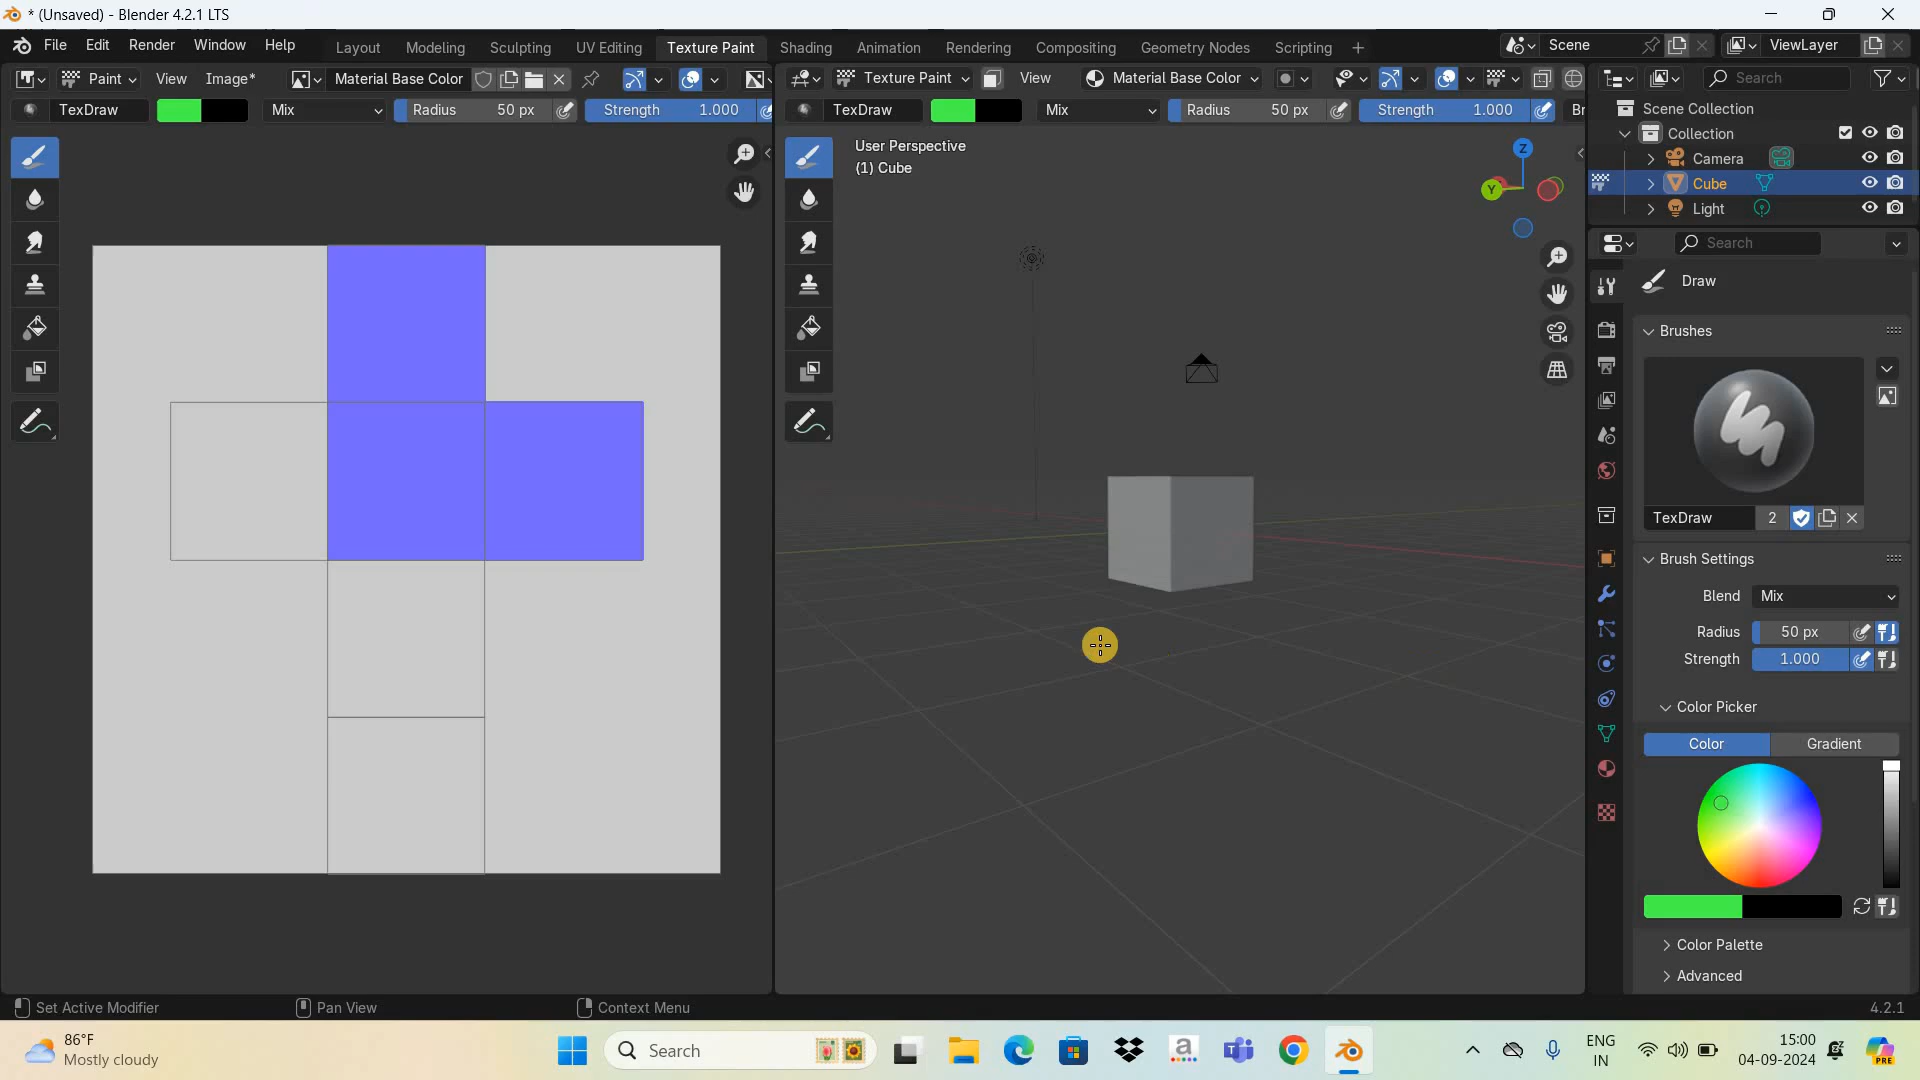 * (Unsaved) - Blender 4.2.1 LTS
File Edit Render Window Help Layout Modeling Sculpting UV Editing Texture Paint Shading Animation Rendering Compositing Geometry Nodes Scripting Scene ViewLayer
Paint View Image* Material Base Color Texture Paint View Material Base Color Search
TexDraw Mix Radius 50 px Strength 1.000 TexDraw Mix Radius 50 px Strength 1.000 Br
Scene Collection
Collection
User Perspective
(1) Cube
Camera
Cube
Light
Z
Y
Search
Draw
Brushes
TexDraw 2
Brush Settings
Blend Mix
Radius 50 px
Strength 1.000
Color Picker
Color Gradient
Color Palette
Advanced
Set Active Modifier Pan View Context Menu 4.2.1
86°F
Mostly cloudy
Search
ENG
IN
15:00
04-09-2024
PRE